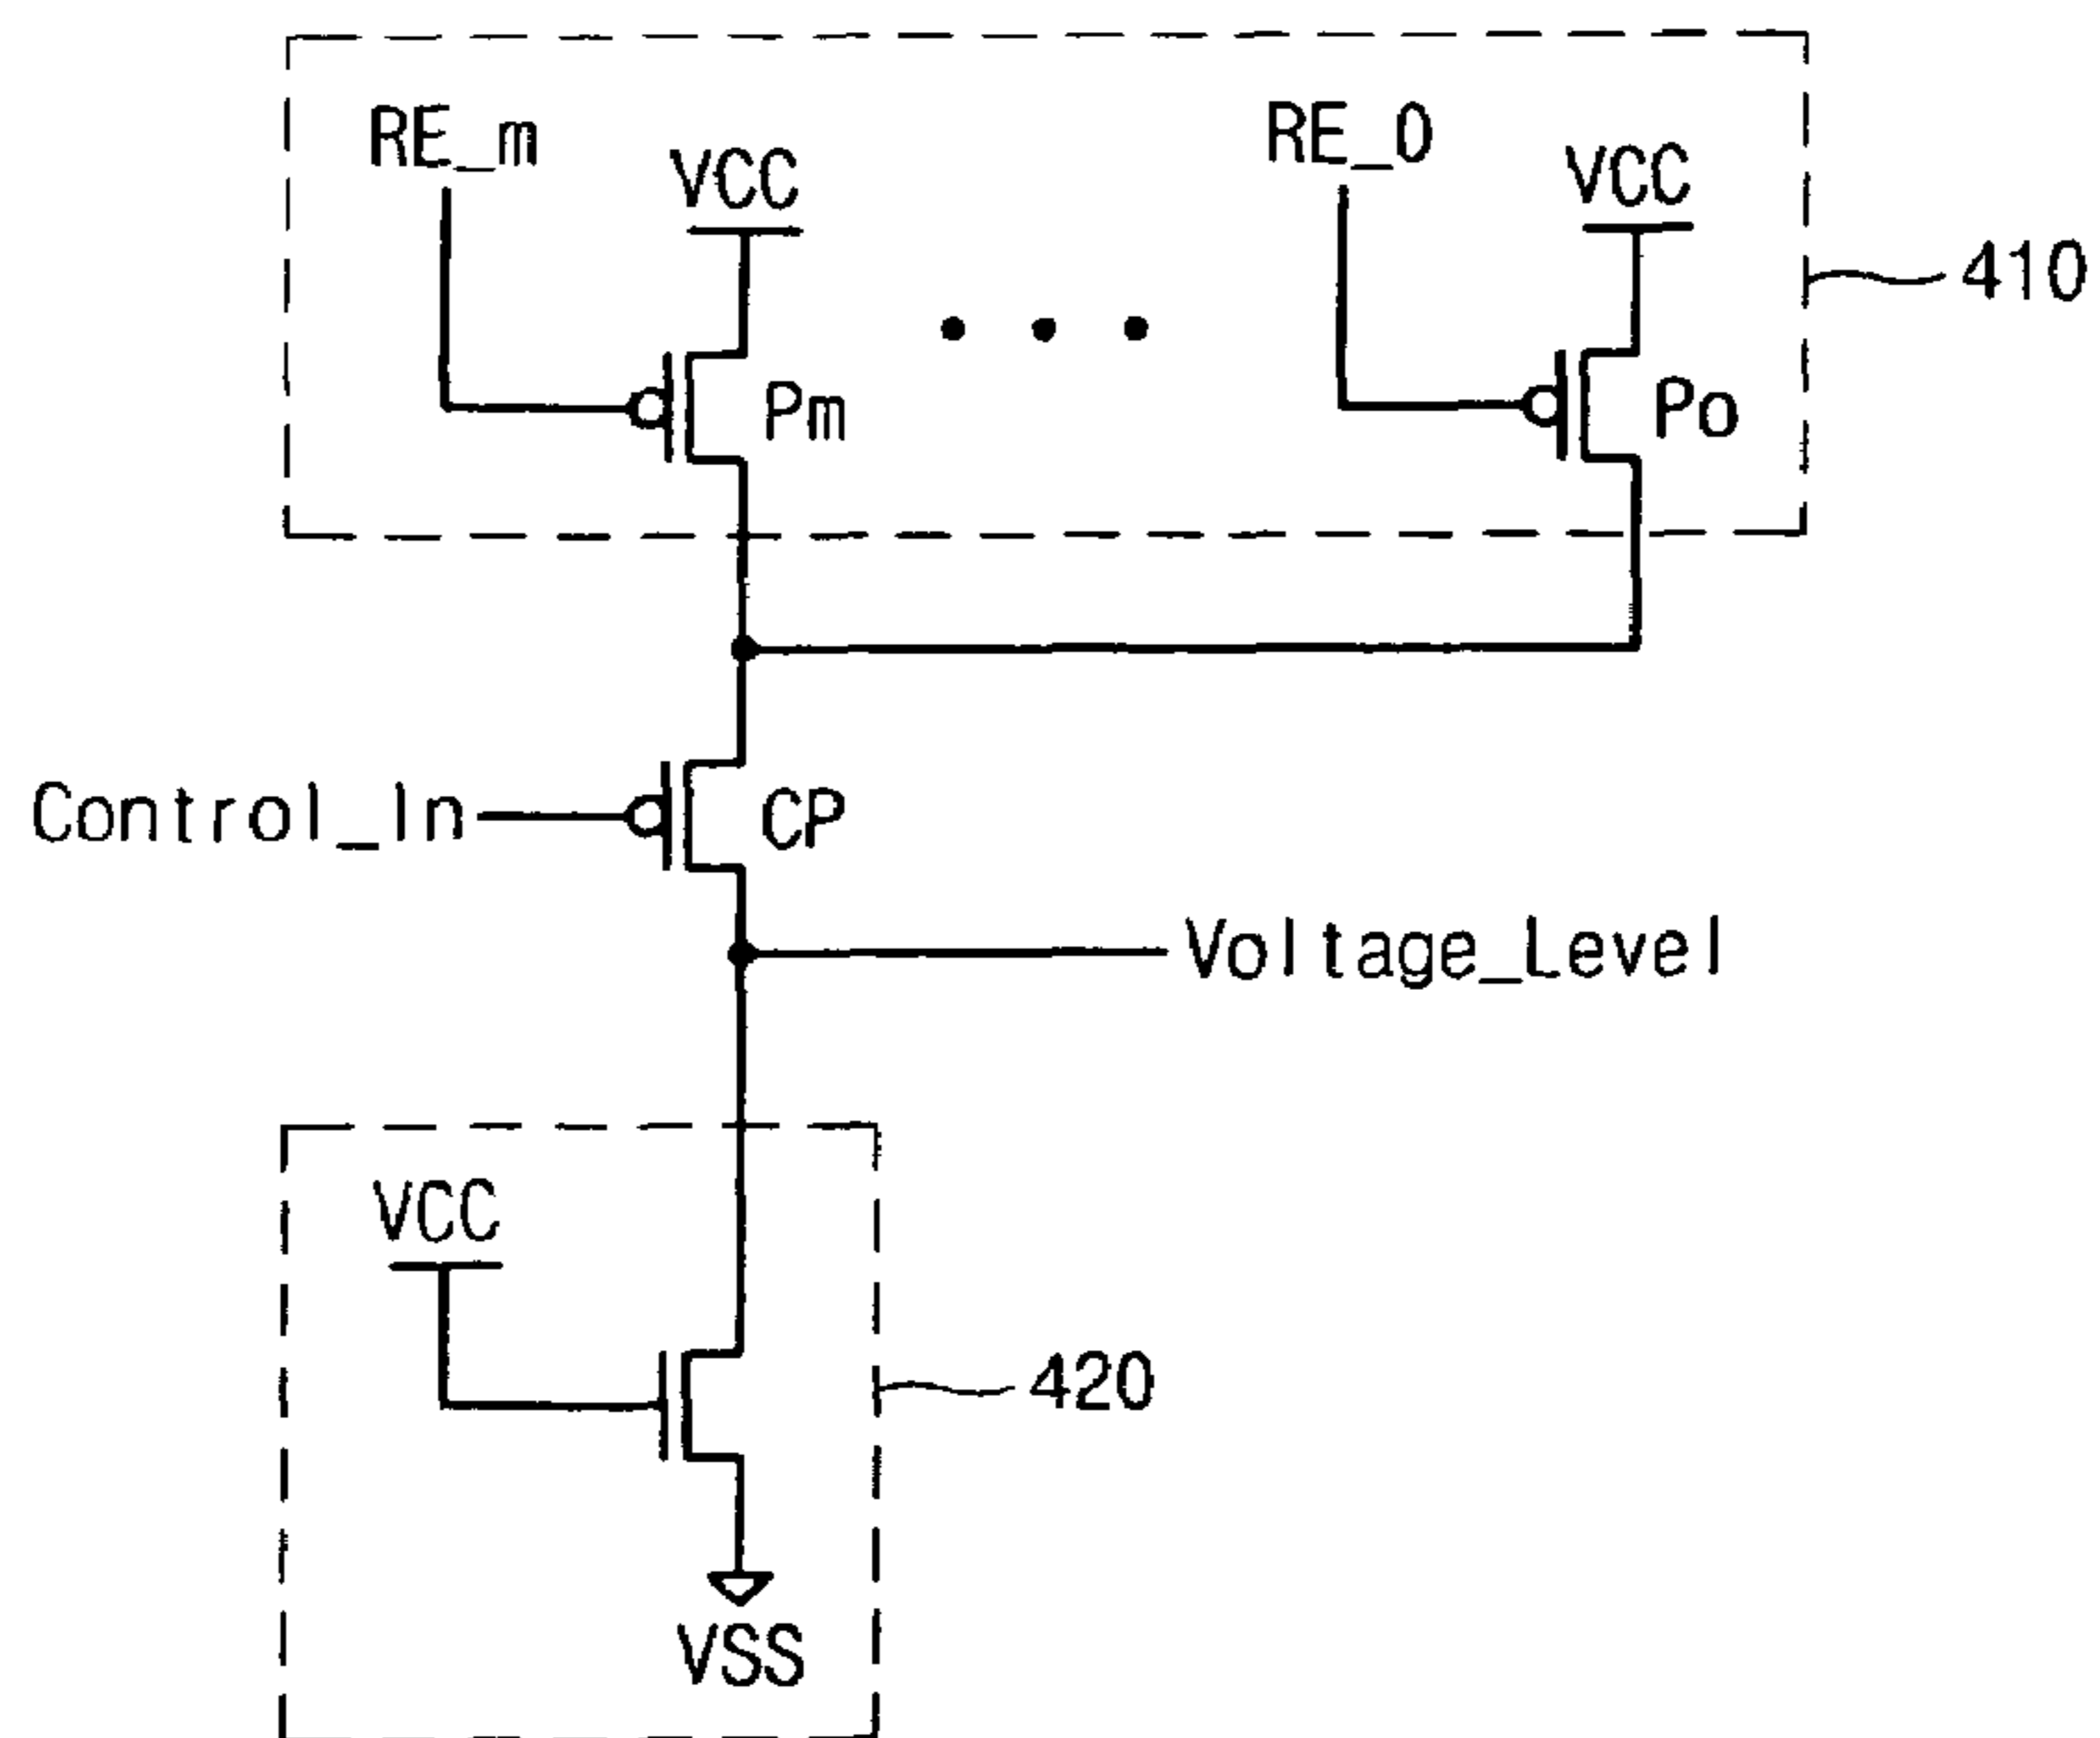 RE_m
VCC
RE_0
VCC
410
Pm
Po
Control_In
CP
Voltage_Level
VCC
420
VSS